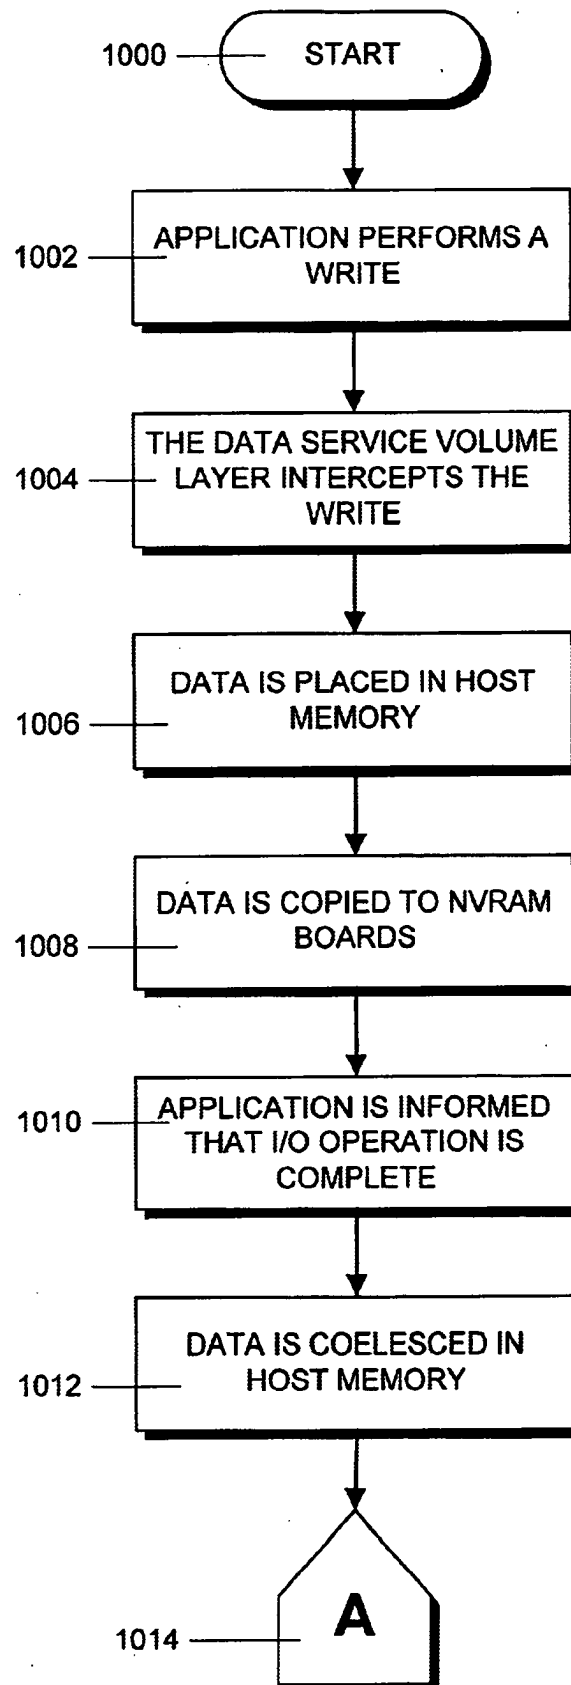 1000
START
1002
APPLICATION PERFORMS A
WRITE
1004
THE DATA SERVICE VOLUME
LAYER INTERCEPTS THE
WRITE
1006
DATA IS PLACED IN HOST
MEMORY
1008
DATA IS COPIED TO NVRAM
BOARDS
1010
APPLICATION IS INFORMED
THAT I/O OPERATION IS
COMPLETE
1012
DATA IS COELESCED IN
HOST MEMORY
1014
A